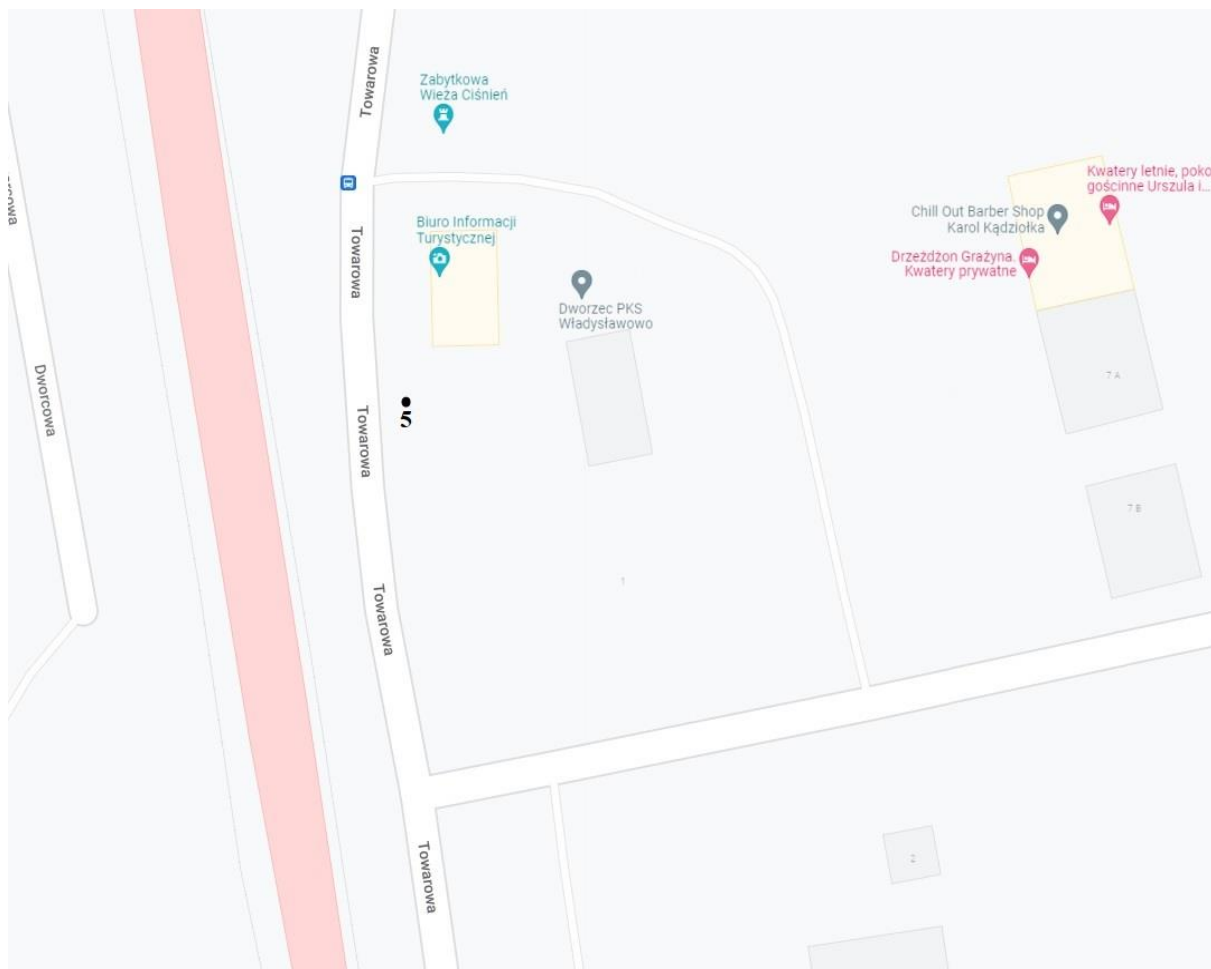 Towarowa
Zabytkowa
Wieża Ciśnień
Kwatery letnie, poko
gościnne Urszula i...
Chill Out Barber Shop
Karol Kądziołka
Biuro Informacji
Turystycznej
Towarowa
Drzeżdżon Grażyna.
Kwatery prywatne
Dworzec PKS
Władysławowo
Dworcowa
7 A
5
Towarowa
7 B
1
Towarowa
2
Towarowa